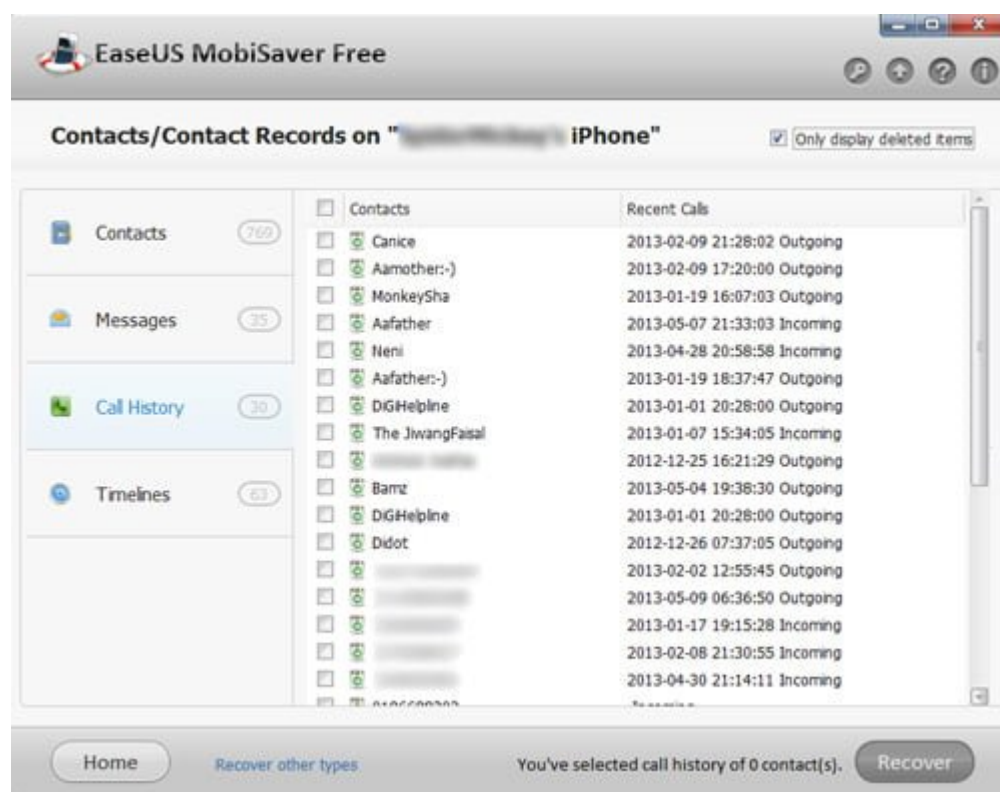 EaseUS MobiSaver Free
Contacts/Contact Records on " iPhone"
Only display deleted items
Contacts (769)
Messages (35)
Call History (30)
Timelines (63)
Contacts Recent Calls
Canice 2013-02-09 21:28:02 Outgoing
Aamother:-) 2013-02-09 17:20:00 Outgoing
MonkeySha 2013-01-19 16:07:03 Outgoing
Aafather 2013-05-07 21:33:03 Incoming
Neni 2013-04-28 20:58:58 Incoming
Aafather:-) 2013-01-19 18:37:47 Outgoing
DiGHelpline 2013-01-01 20:28:00 Outgoing
The JiwangFaisal 2013-01-07 15:34:05 Incoming
2012-12-25 16:21:29 Outgoing
Bamz 2013-05-04 19:38:30 Outgoing
DiGHelpline 2013-01-01 20:28:00 Outgoing
Didot 2012-12-26 07:37:05 Outgoing
2013-02-02 12:55:45 Outgoing
2013-05-09 06:36:50 Outgoing
2013-01-17 19:15:28 Incoming
2013-02-08 21:30:55 Incoming
2013-04-30 21:14:11 Incoming
Incoming
Home
Recover other types
You've selected call history of 0 contact(s).
Recover